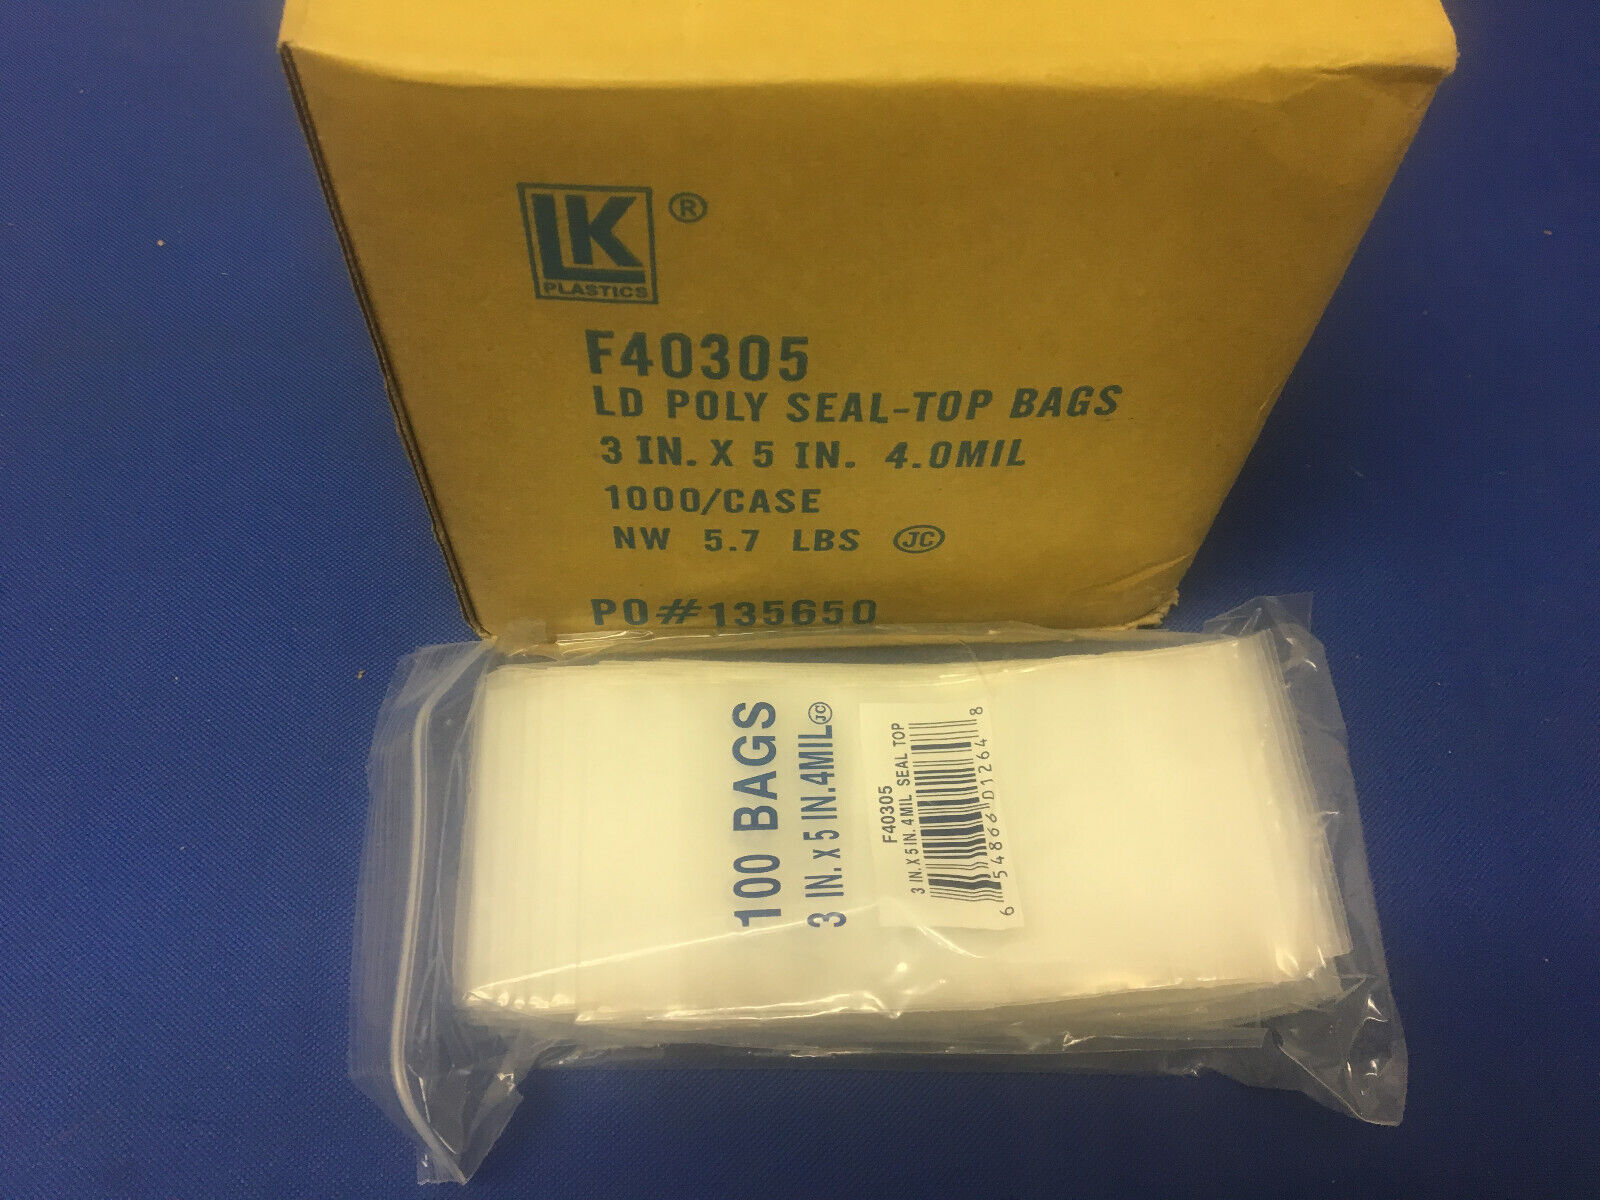 LK ®
PLASTICS
F40305
LD POLY SEAL-TOP BAGS
3 IN. X 5 IN. 4.0MIL
1000/CASE
NW 5.7 LBS JC
PO#135650
100 BAGS
3 IN. x 5 IN.4MIL JC
F40305
3 IN. X 5 IN. 4MIL SEAL TOP
6 54866 01264 8